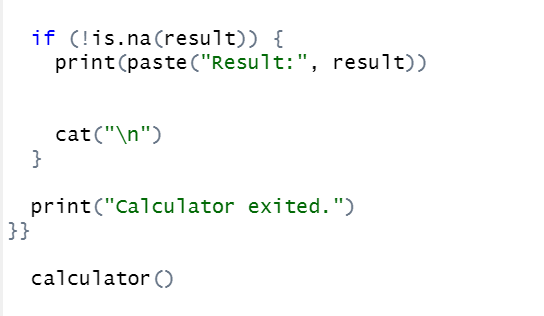 if (!is.na(result)) {
print(paste("Result:", result))
cat("\n")
}
print("Calculator exited.")
}}
calculator()